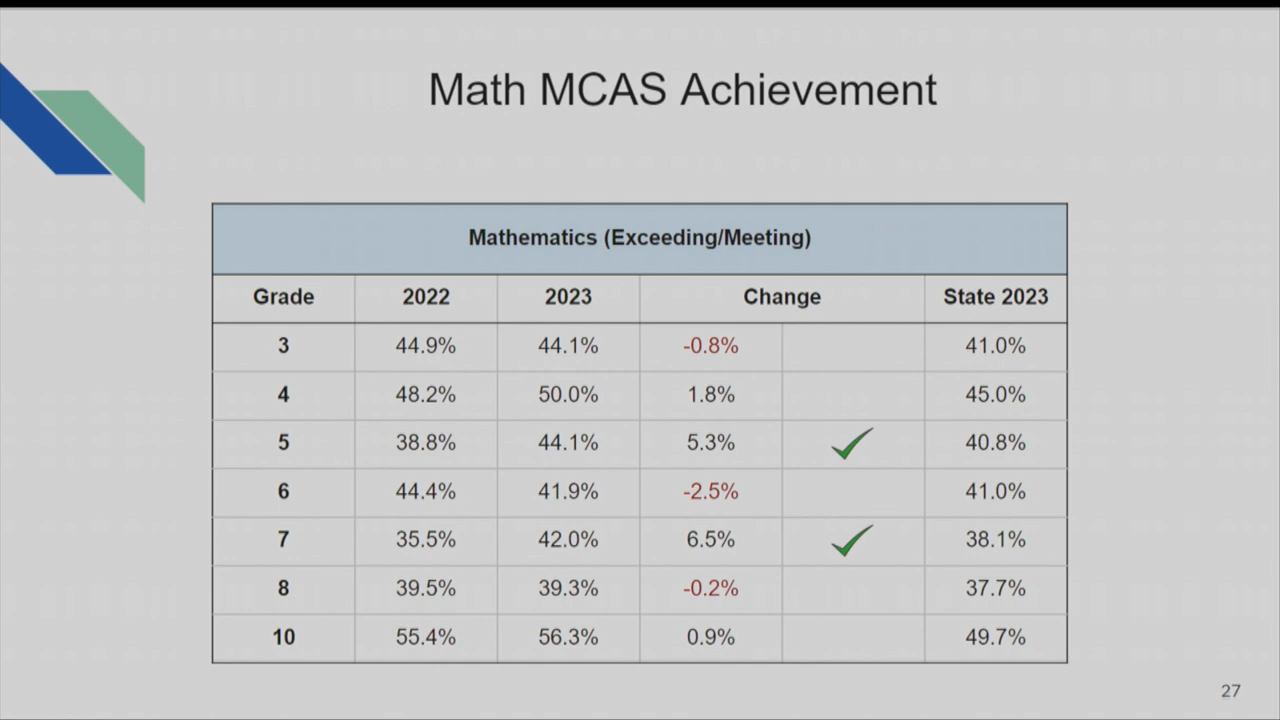 Math MCAS Achievement
Mathematics (Exceeding/Meeting)
Grade 2022 2023 Change State 2023
3 44.9% 44.1% -0.8% 41.0%
4 48.2% 50.0% 1.8% 45.0%
5 38.8% 44.1% 5.3% 40.8%
6 44.4% 41.9% -2.5% 41.0%
7 35.5% 42.0% 6.5% 38.1%
8 39.5% 39.3% -0.2% 37.7%
10 55.4% 56.3% 0.9% 49.7%
27